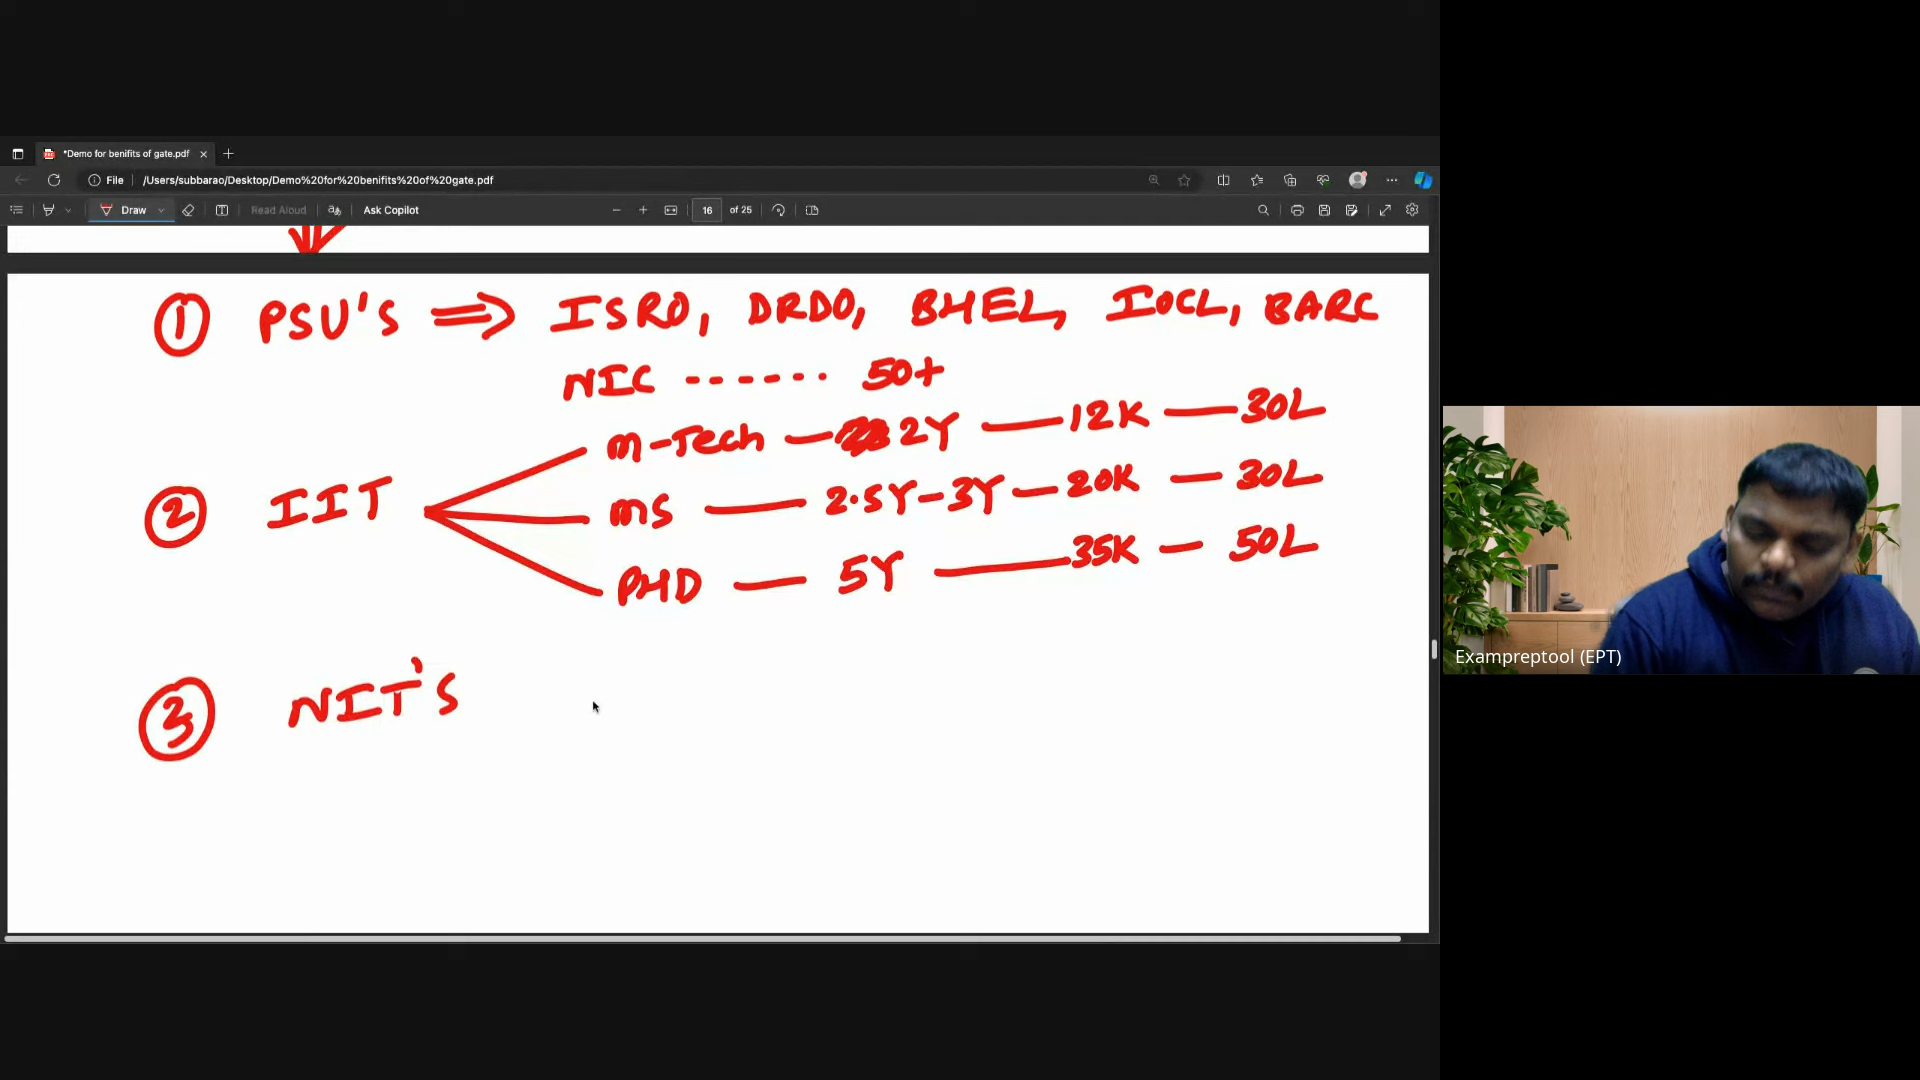 *Demo for benifits of gate.pdf
File /Users/subbarao/Desktop/Demo%20for%20benifits%20of%20gate.pdf
Draw Read Aloud Ask Copilot 16 of 25
① PSU'S ⇒ ISRO, DRDO, BHEL, IOCL, BARC
NIC ------ 50+
② IIT
M-Tech — 2Y — 12K — 30L
MS — 2.5Y-3Y — 20K — 30L
PHD — 5Y — 35K — 50L
③ NIT'S
Exampreptool (EPT)